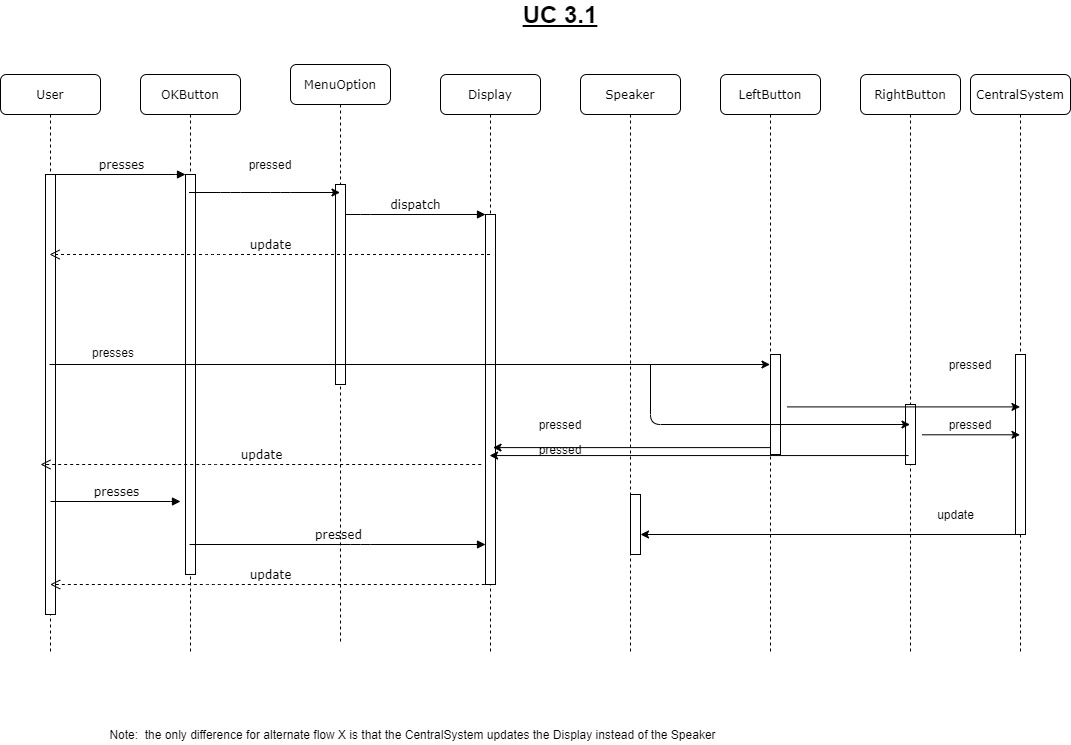 UC 3.1
User
OKButton
MenuOption
Display
Speaker
LeftButton
RightButton
CentralSystem
presses
pressed
dispatch
update
presses
pressed
pressed
pressed
pressed
update
presses
update
pressed
update
Note:  the only difference for alternate flow X is that the CentralSystem updates the Display instead of the Speaker